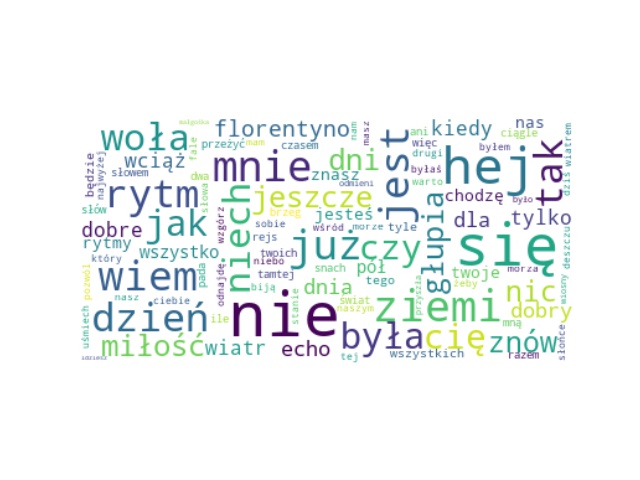 małgośka
woła
florentyno
nam
masz
ani
kiedy
nas
fale
przeżyć
mam
czasem
więc
ciągle
będzie
najwyżej
wciąż
mnie
dni
jest
drugi
byłem
hej
tak
dziś
wiatrem
słowem
dwa
znasz
byłaś
rytm
słowa
niech
jeszcze
odmieni
warto
chodzę
było
słów
jak
wzgórz
brzeg
jesteś
głupia
dla
tylko
dobre
sobie
wśród
morze
tyle
rytmy
wszystko
rejs
już
czy
się
deszczu
który
tamtej
twoich
niebo
wiem
pada
odnajdę
snach
pół
twoje
morza
pozwól
nasz
ciebie
biją
dnia
tego
żeby
nic
miosny
uśmiech
dzień
ile
nie
stanie
świat
naszym
ziemi
przyszła
dobry
mną
miłość
wiatr
echo
była
cię
znów
słońce
idziesz
tej
wszystkich
razem